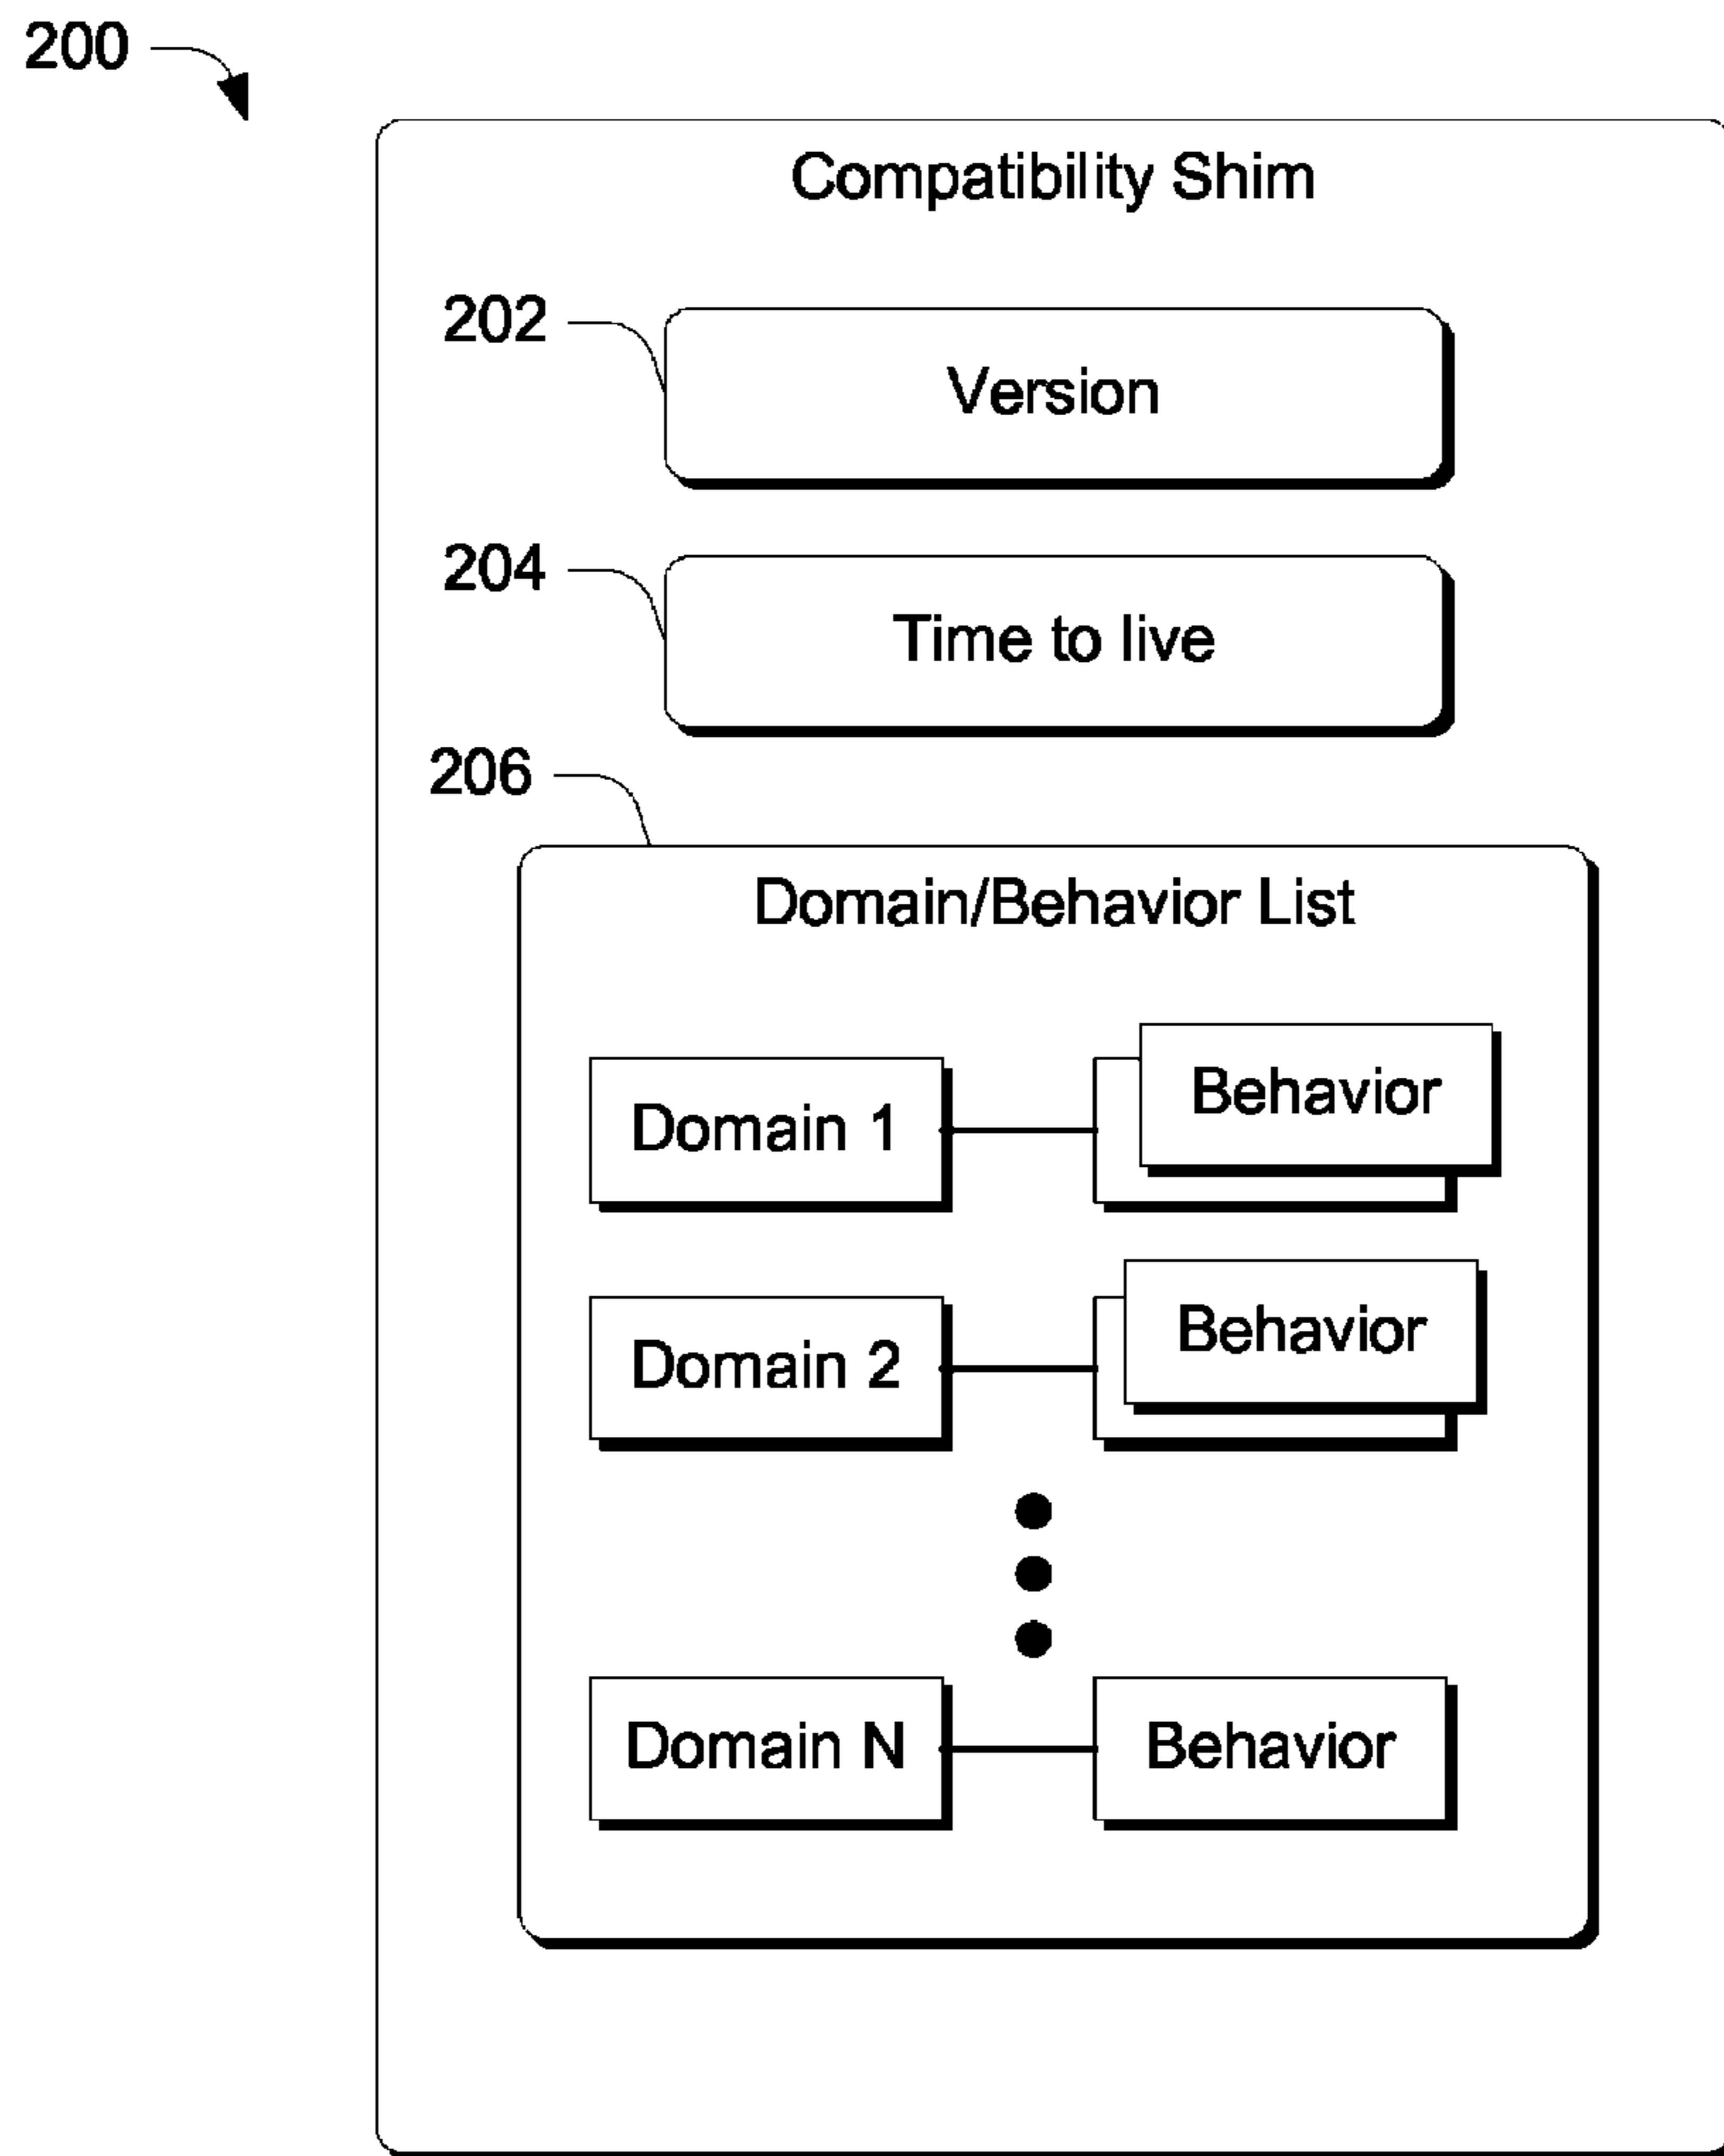 200
Compatibility Shim
202
Version
204
Time to live
206
Domain/Behavior List
Domain 1
Behavior
Domain 2
Behavior
Domain N
Behavior